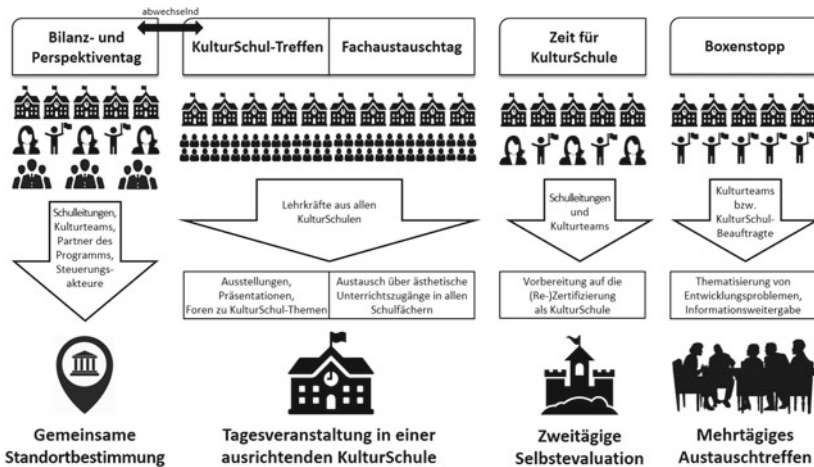 abwechselnd
Bilanz- und
Perspektiventag
KulturSchul-Treffen
Fachaustauschtag
Zeit für
KulturSchule
Boxenstopp
Schulleitungen,
Kulturteams,
Partner des
Programms,
Steuerungs-
akteure
Lehrkräfte aus allen
KulturSchulen
Schulleitungen
und
Kulturteams
Kulturteams
bzw.
KulturSchul-
Beauftragte
Ausstellungen,
Präsentationen,
Foren zu KulturSchul-Themen
Austausch über ästhetische
Unterrichtszugänge in allen
Schulfächern
Vorbereitung auf die
(Re-)Zertifizierung
als KulturSchule
Thematisierung von
Entwicklungsproblemen,
Informationsweitergabe
Gemeinsame
Standortbestimmung
Tagesveranstaltung in einer
ausrichtenden KulturSchule
Zweitägige
Selbstevaluation
Mehrtägiges
Austauschtreffen